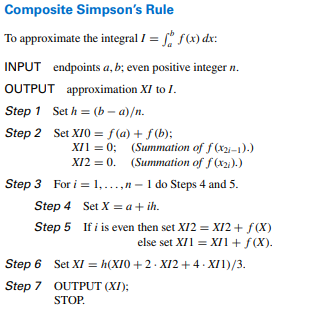 Composite Simpson's Rule
To approximate the integral I = ∫_a^b f(x) dx:
INPUT endpoints a, b; even positive integer n.
OUTPUT approximation XI to I.
Step 1 Set h = (b − a)/n.
Step 2 Set XI0 = f(a) + f(b);
XI1 = 0; (Summation of f(x_{2i−1}).)
XI2 = 0. (Summation of f(x_{2i}).)
Step 3 For i = 1, . . . , n − 1 do Steps 4 and 5.
Step 4 Set X = a + ih.
Step 5 If i is even then set XI2 = XI2 + f(X)
else set XI1 = XI1 + f(X).
Step 6 Set XI = h(XI0 + 2 · XI2 + 4 · XI1)/3.
Step 7 OUTPUT (XI);
STOP.